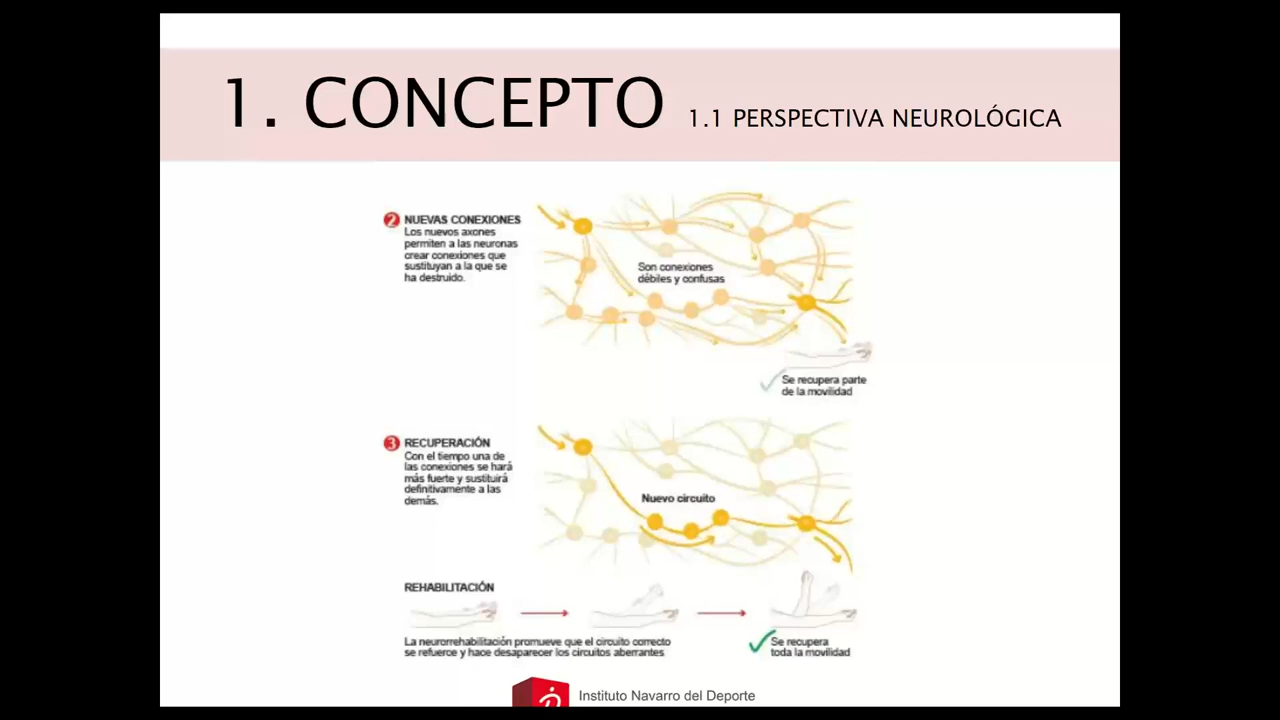 1. CONCEPTO 1.1 PERSPECTIVA NEUROLÓGICA
2 NUEVAS CONEXIONES
Los nuevos axones
permiten a las neuronas
crear conexiones que
sustituyan a la que se
ha destruido.
Son conexiones
débiles y confusas
Se recupera parte
de la movilidad
3 RECUPERACIÓN
Con el tiempo una de
las conexiones se hará
más fuerte y sustituirá
definitivamente a las
demás.
Nuevo circuito
REHABILITACIÓN
La neurorrehabilitación promueve que el circuito correcto
se refuerce y hace desaparecer los circuitos aberrantes
Se recupera
toda la movilidad
Instituto Navarro del Deporte